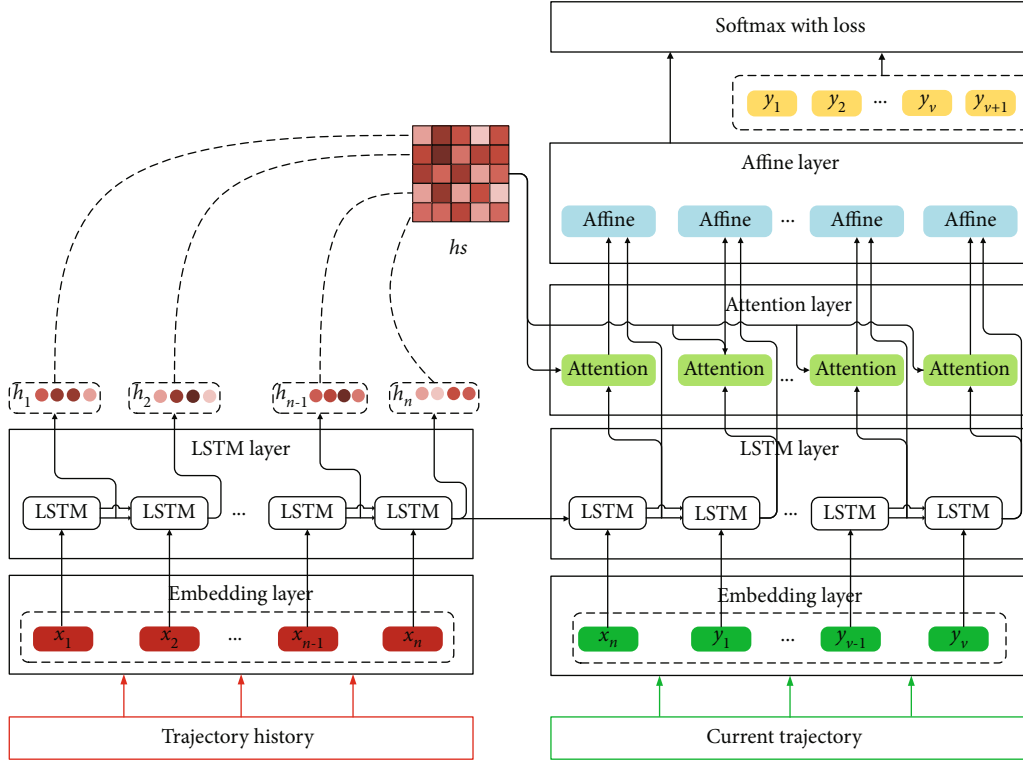 Softmax with loss
y1 y2 ... yv yv+1
Affine layer
Affine Affine ... Affine Affine
hs
Attention layer
Attention Attention ... Attention Attention
h1 h2 hn-1 hn
LSTM layer LSTM layer
LSTM LSTM ... LSTM LSTM LSTM LSTM ... LSTM LSTM
Embedding layer Embedding layer
x1 x2 ... xn-1 xn xn y1 ... yv-1 yv
Trajectory history Current trajectory